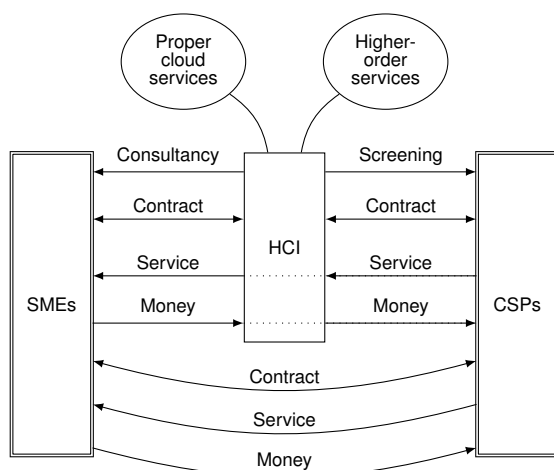 Proper
cloud
services
Higher-
order
services
Consultancy
Screening
Contract
Contract
HCI
Service
Service
SMEs
Money
Money
CSPs
Contract
Service
Money